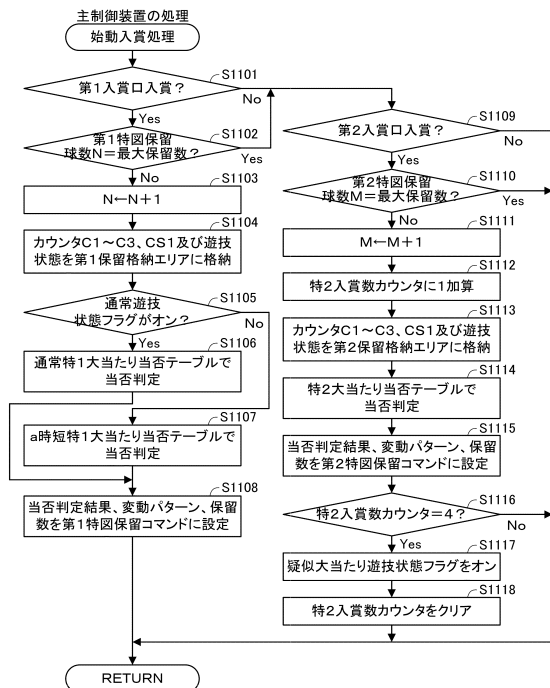 主制御装置の処理
始動入賞処理
S1101
第1入賞口入賞？
No
Yes
S1102
第1特図保留
球数N＝最大保留数？
Yes
No
S1103
N←N＋1
S1104
カウンタC1～C3、CS1及び遊技
状態を第1保留格納エリアに格納
S1105
通常遊技
状態フラグがオン？
No
Yes
S1106
通常特1大当たり当否テーブルで
当否判定
S1107
a時短特1大当たり当否テーブルで
当否判定
S1108
当否判定結果、変動パターン、保留
数を第1特図保留コマンドに設定
S1109
第2入賞口入賞？
No
Yes
S1110
第2特図保留
球数M＝最大保留数？
Yes
No
S1111
M←M＋1
S1112
特2入賞数カウンタに1加算
S1113
カウンタC1～C3、CS1及び遊技
状態を第2保留格納エリアに格納
S1114
特2大当たり当否テーブルで
当否判定
S1115
当否判定結果、変動パターン、保留
数を第2特図保留コマンドに設定
S1116
特2入賞数カウンタ＝4？
No
Yes
S1117
疑似大当たり遊技状態フラグをオン
S1118
特2入賞数カウンタをクリア
RETURN